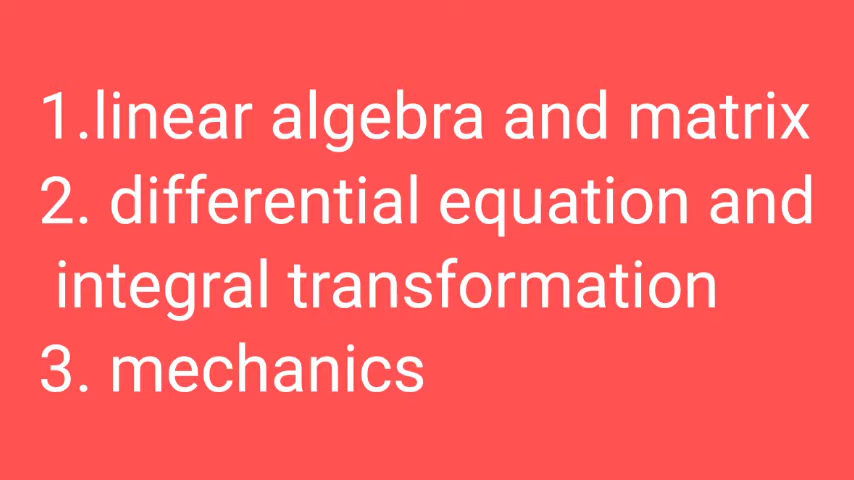 1.linear algebra and matrix
2. differential equation and
integral transformation
3. mechanics